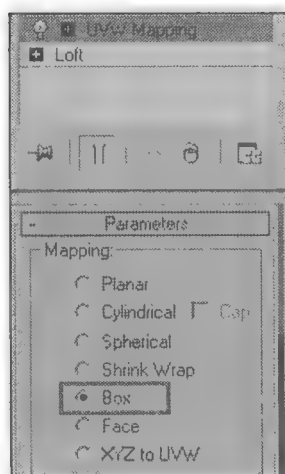 UVW Mapping
Loft
Parameters
Mapping:
Planar
Cylindrical Cap
Spherical
Shrink Wrap
Box
Face
XYZ to UVW